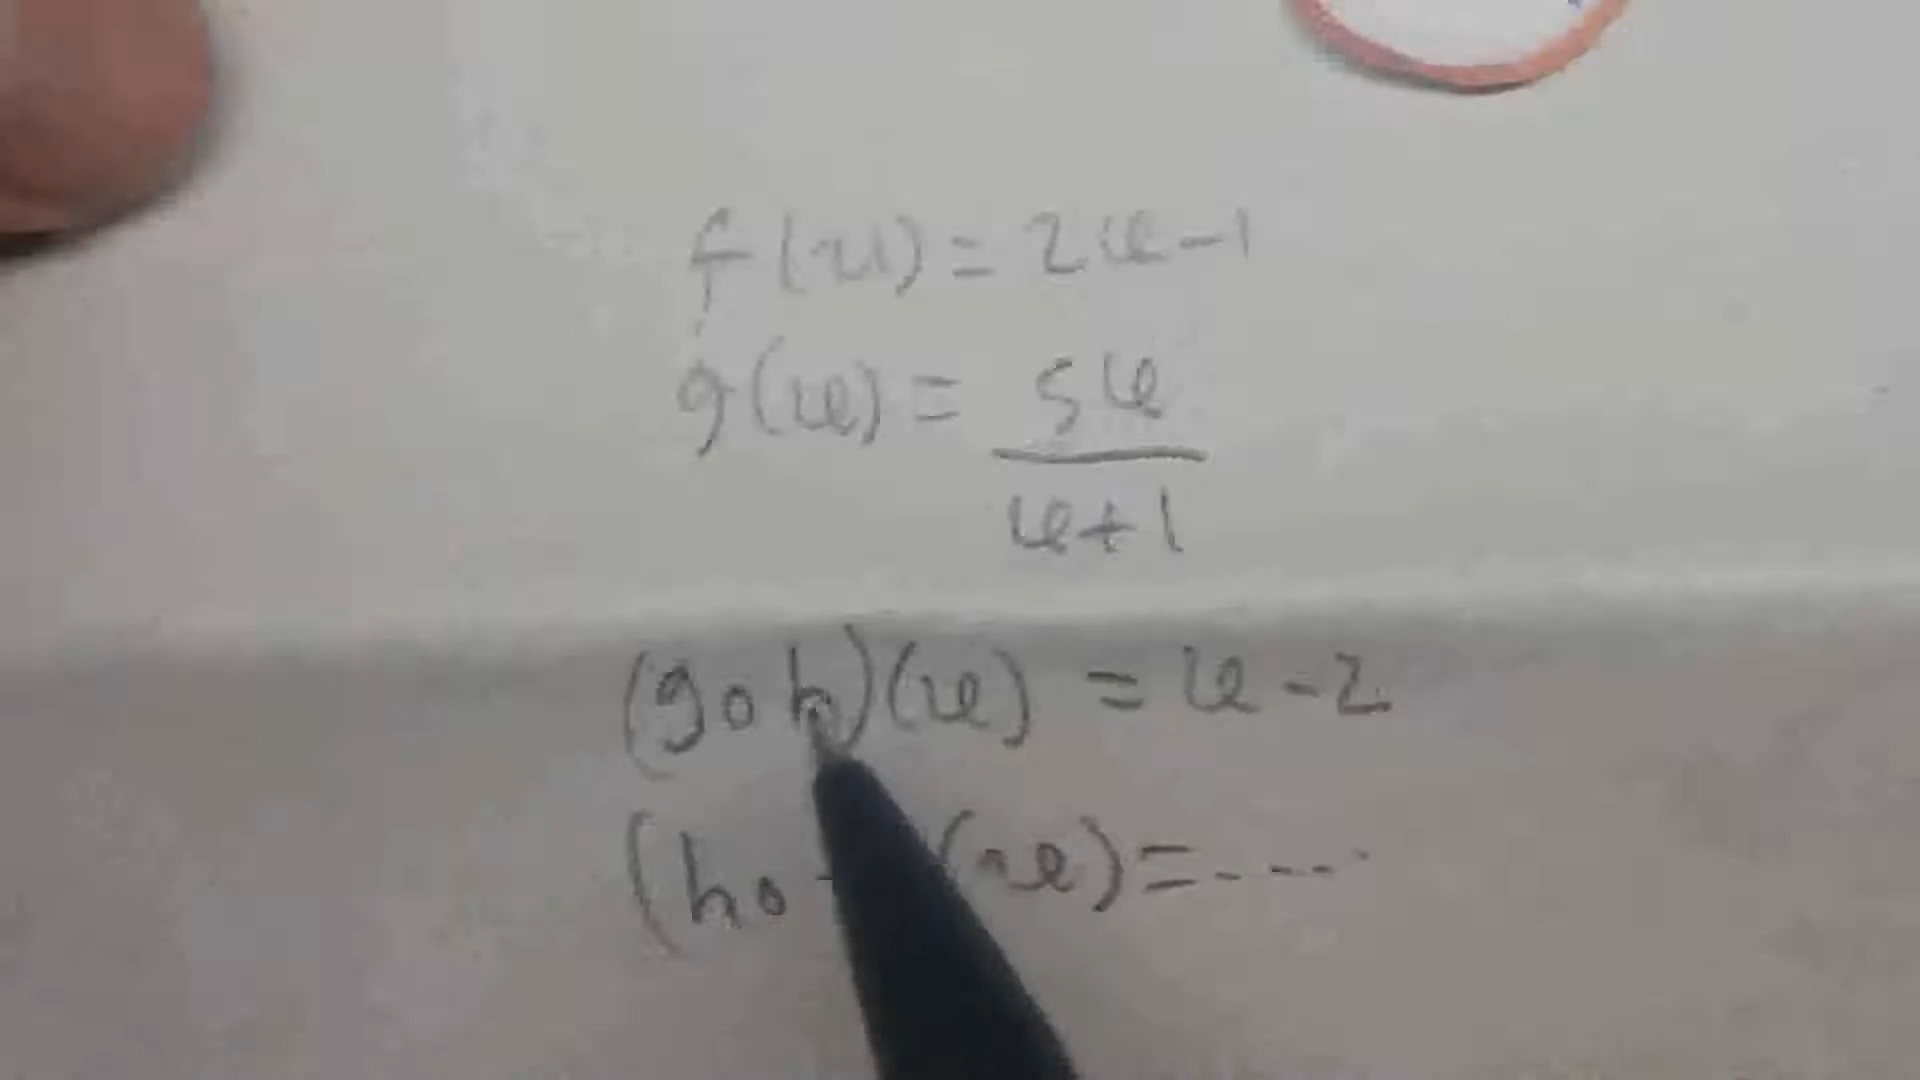 f(x) = 2x-1
g(x) = 5x
x+1
(goh)(x) = x-2
(ho (x) = ....